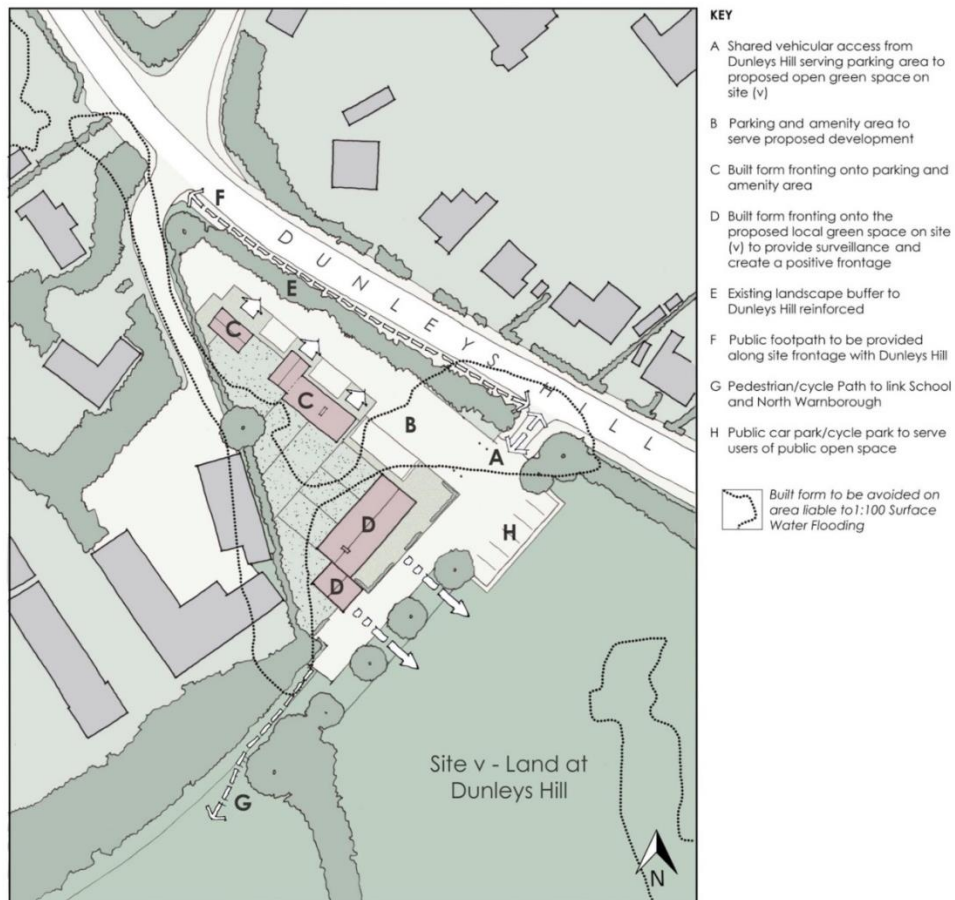 F
DUNLEYS HILL
E
C
C
B
A
D
H
D
Site v - Land at
Dunleys Hill
G
N
KEY
A Shared vehicular access from
Dunleys Hill serving parking area to
proposed open green space on
site (v)
B Parking and amenity area to
serve proposed development
C Built form fronting onto parking and
amenity area
D Built form fronting onto the
proposed local green space on site
(v) to provide surveillance and
create a positive frontage
E Existing landscape buffer to
Dunleys Hill reinforced
F Public footpath to be provided
along site frontage with Dunleys Hill
G Pedestrian/cycle Path to link School
and North Warnborough
H Public car park/cycle park to serve
users of public open space
Built form to be avoided on
area liable to1:100 Surface
Water Flooding